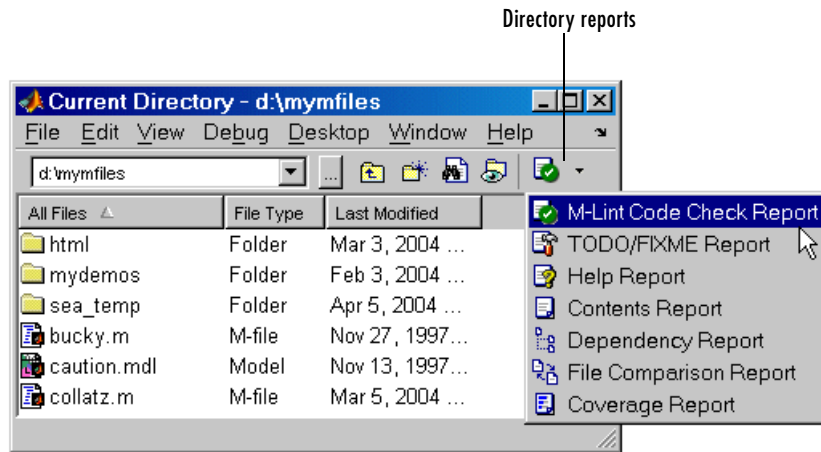 Directory reports
Current Directory - d:\mymfiles
File Edit View Debug Desktop Window Help
d:\mymfiles ...
All Files File Type Last Modified
html Folder Mar 3, 2004 ...
mydemos Folder Feb 3, 2004 ...
sea_temp Folder Apr 5, 2004 ...
bucky.m M-file Nov 27, 1997...
caution.mdl Model Nov 13, 1997...
collatz.m M-file Mar 5, 2004 ...
M-Lint Code Check Report
TODO/FIXME Report
Help Report
Contents Report
Dependency Report
File Comparison Report
Coverage Report